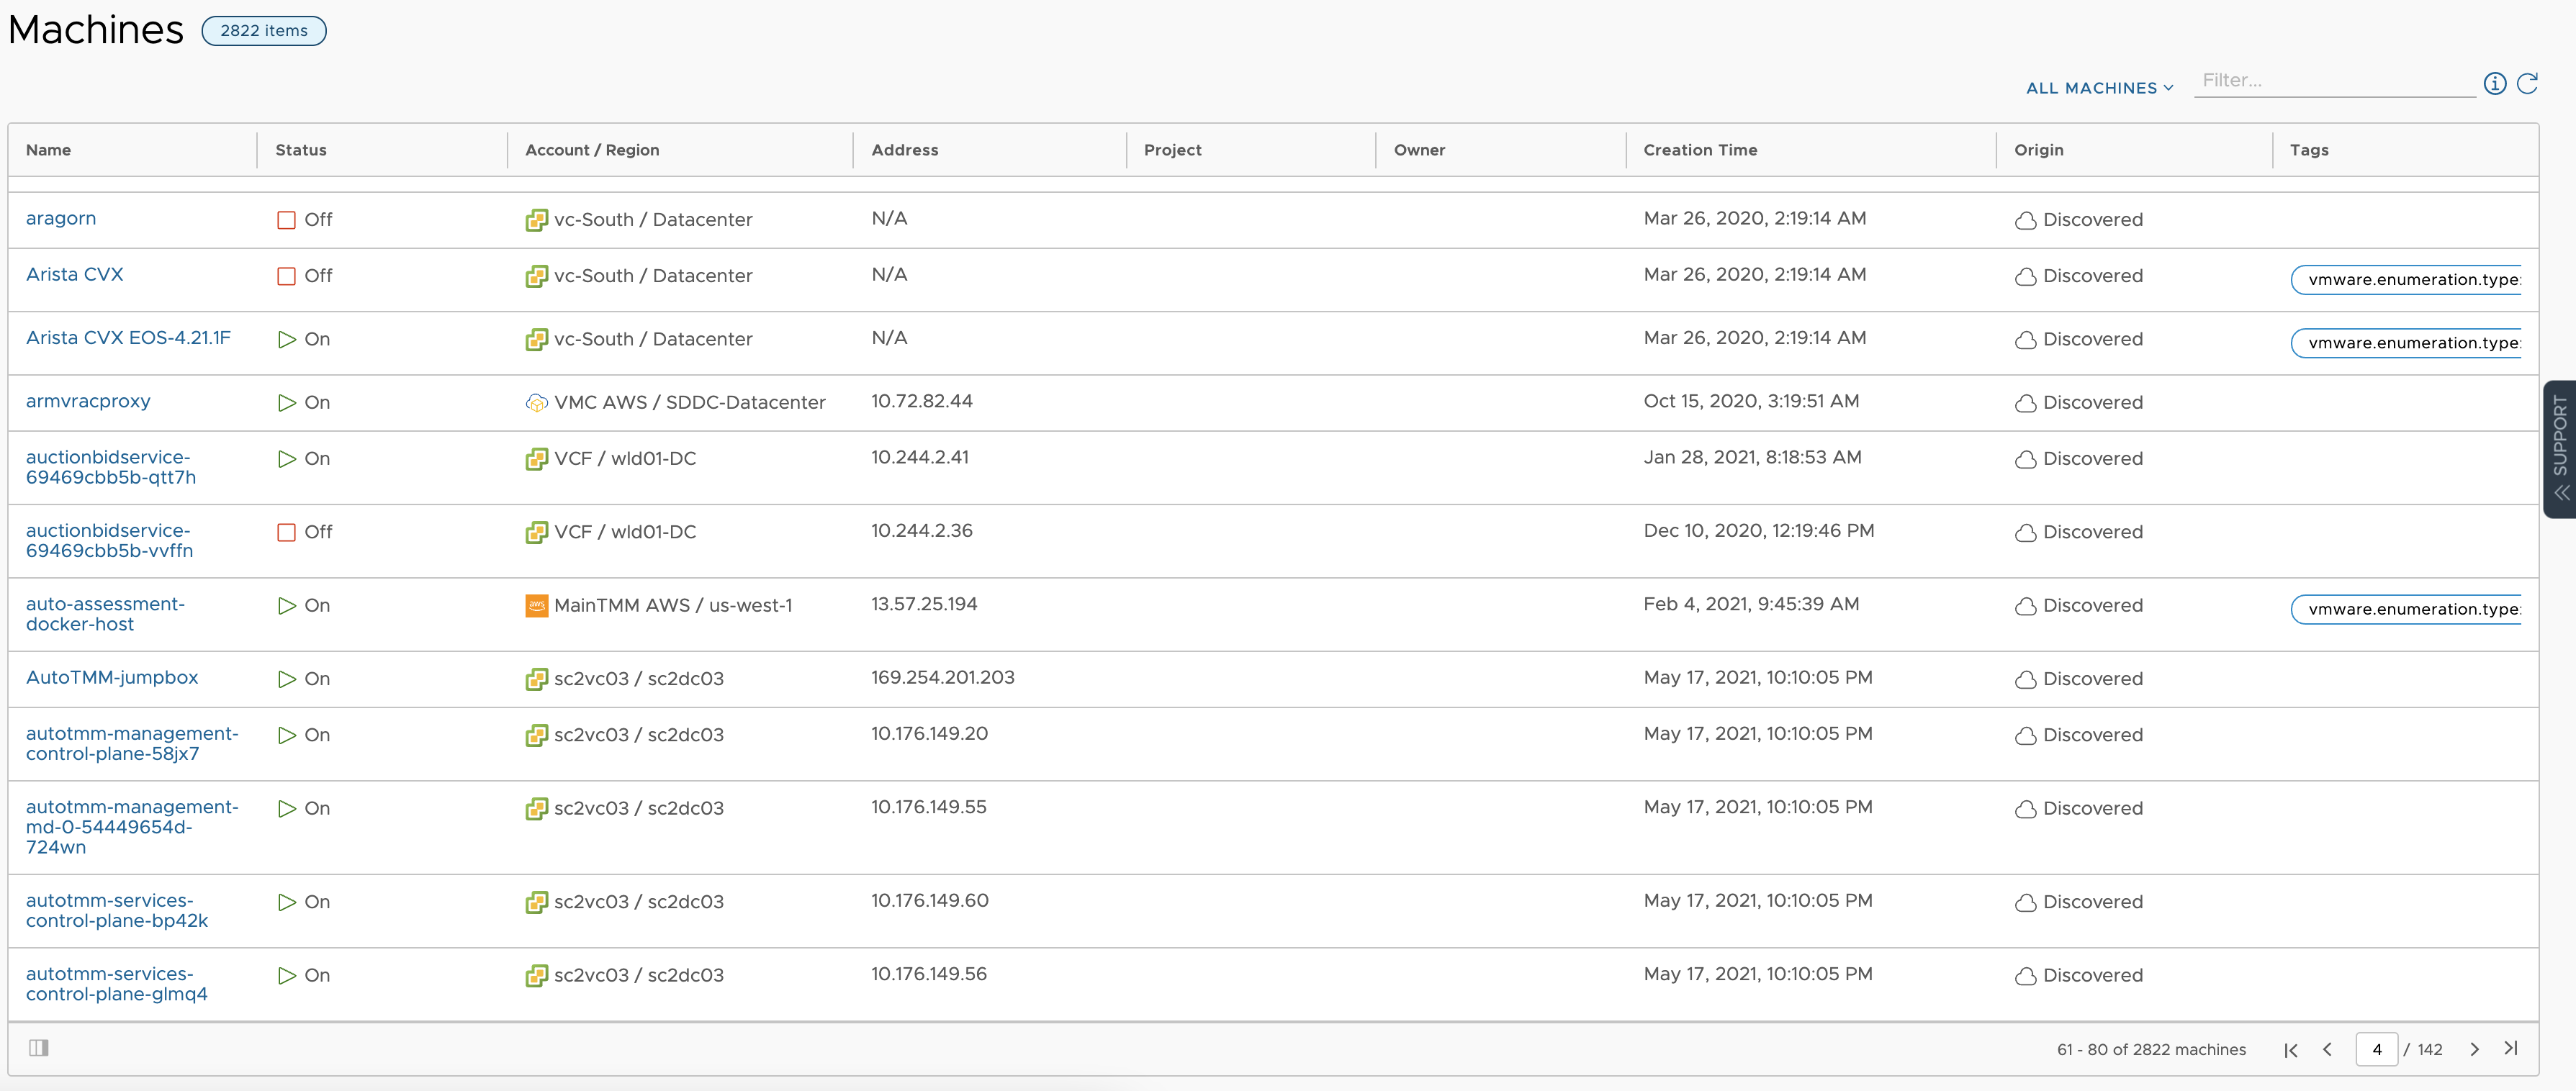 Machines 2822 items
ALL MACHINES Filter...
Name Status Account / Region Address Project Owner Creation Time Origin Tags
aragorn Off vc-South / Datacenter N/A Mar 26, 2020, 2:19:14 AM Discovered
Arista CVX Off vc-South / Datacenter N/A Mar 26, 2020, 2:19:14 AM Discovered vmware.enumeration.type:
Arista CVX EOS-4.21.1F On vc-South / Datacenter N/A Mar 26, 2020, 2:19:14 AM Discovered vmware.enumeration.type:
armvracproxy On VMC AWS / SDDC-Datacenter 10.72.82.44 Oct 15, 2020, 3:19:51 AM Discovered
auctionbidservice- On VCF / wld01-DC 10.244.2.41 Jan 28, 2021, 8:18:53 AM Discovered
69469cbb5b-qtt7h
auctionbidservice- Off VCF / wld01-DC 10.244.2.36 Dec 10, 2020, 12:19:46 PM Discovered
69469cbb5b-vvffn
auto-assessment- On aws MainTMM AWS / us-west-1 13.57.25.194 Feb 4, 2021, 9:45:39 AM Discovered vmware.enumeration.type:
docker-host
AutoTMM-jumpbox On sc2vc03 / sc2dc03 169.254.201.203 May 17, 2021, 10:10:05 PM Discovered
autotmm-management- On sc2vc03 / sc2dc03 10.176.149.20 May 17, 2021, 10:10:05 PM Discovered
control-plane-58jx7
autotmm-management- On sc2vc03 / sc2dc03 10.176.149.55 May 17, 2021, 10:10:05 PM Discovered
md-0-54449654d-
724wn
autotmm-services- On sc2vc03 / sc2dc03 10.176.149.60 May 17, 2021, 10:10:05 PM Discovered
control-plane-bp42k
autotmm-services- On sc2vc03 / sc2dc03 10.176.149.56 May 17, 2021, 10:10:05 PM Discovered
control-plane-glmq4
61 - 80 of 2822 machines 4 / 142
SUPPORT